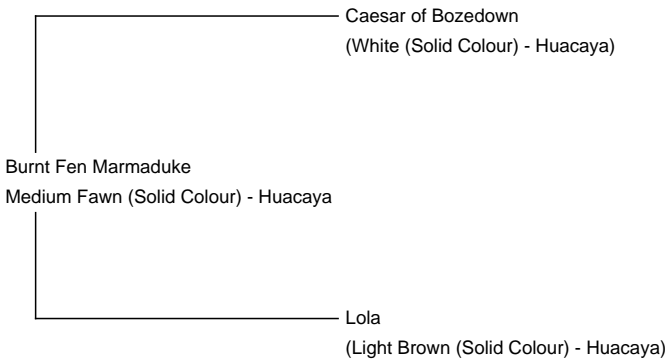 Caesar of Bozedown
(White (Solid Colour) - Huacaya)
Burnt Fen Marmaduke
Medium Fawn (Solid Colour) - Huacaya
Lola
(Light Brown (Solid Colour) - Huacaya)